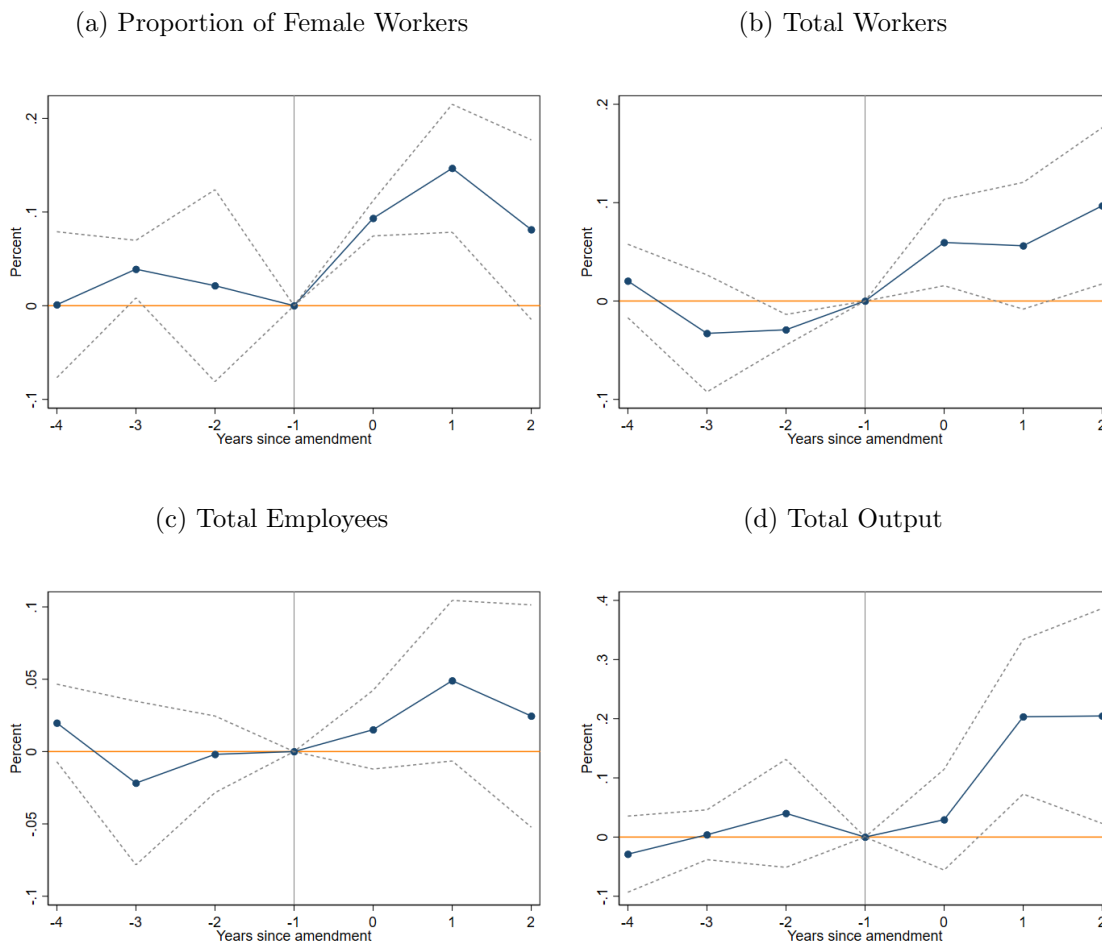 (a) Proportion of Female Workers
Percent
.2
.1
0
-.1
-4 -3 -2 -1 0 1 2
Years since amendment
(b) Total Workers
Percent
.2
.1
0
-.1
-4 -3 -2 -1 0 1 2
Years since amendment
(c) Total Employees
Percent
.1
.05
0
-.05
-.1
-4 -3 -2 -1 0 1 2
Years since amendment
(d) Total Output
Percent
.4
.3
.2
.1
0
-.1
-4 -3 -2 -1 0 1 2
Years since amendment